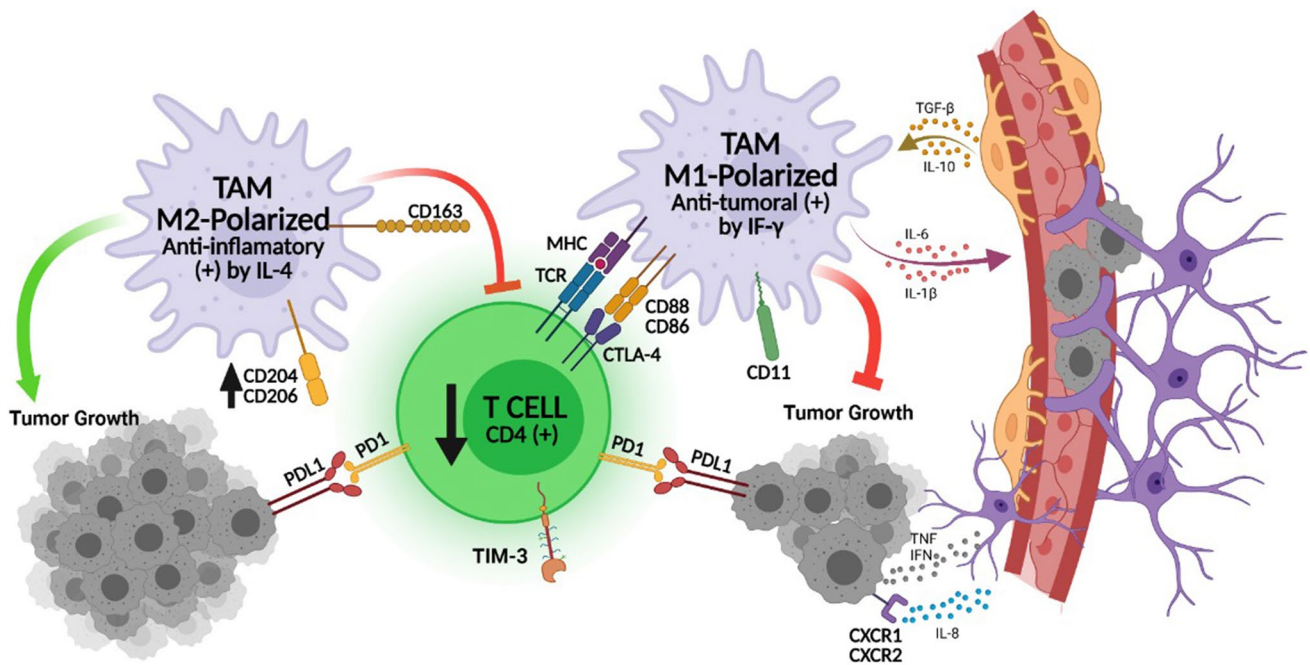 TAM
M2-Polarized
Anti-inflamatory
(+) by IL-4
CD163
CD204
CD206
Tumor Growth
PDL1
PD1
T CELL
CD4 (+)
TIM-3
MHC
TCR
CD88
CD86
CTLA-4
TAM
M1-Polarized
Anti-tumoral (+)
by IF-γ
CD11
TGF-β
IL-10
IL-6
IL-1β
Tumor Growth
PD1
PDL1
TNF
IFN
IL-8
CXCR1
CXCR2